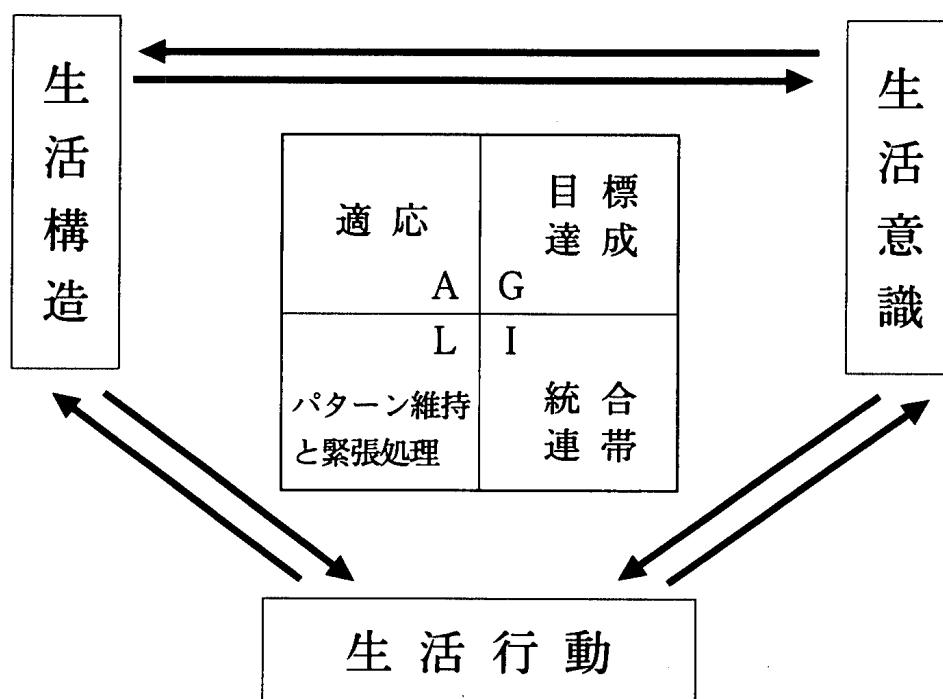 生活構造
生活意識
適応
A
目標
達成
G
L
パターン維持
と緊張処理
I
統合
連帯
生活行動